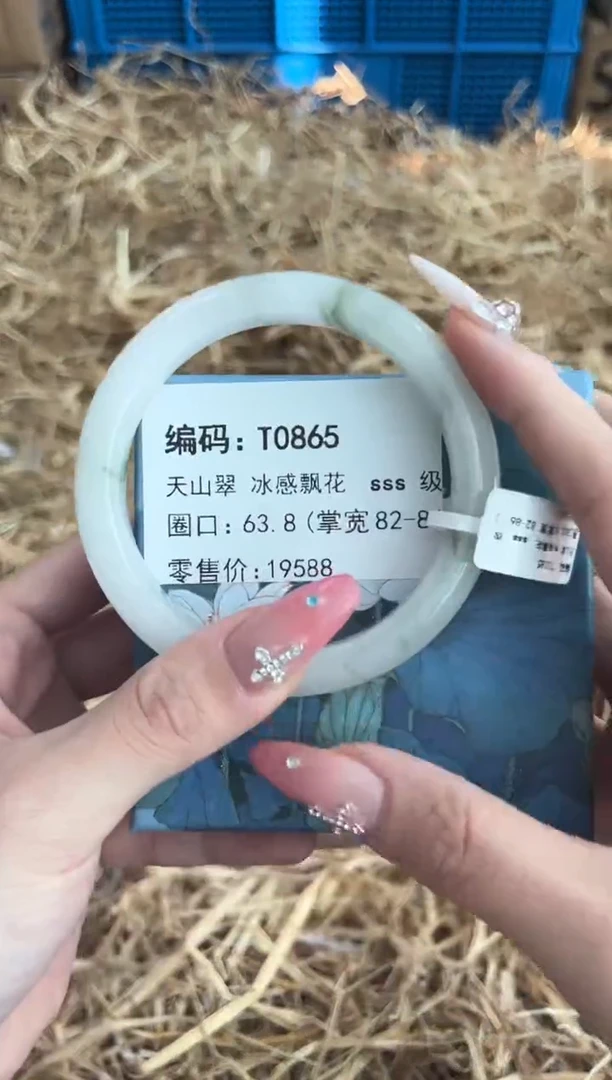 编码：T0865
天山翠 冰感飘花 sss 级
圈口：63.8（掌宽82-8
零售价：19588